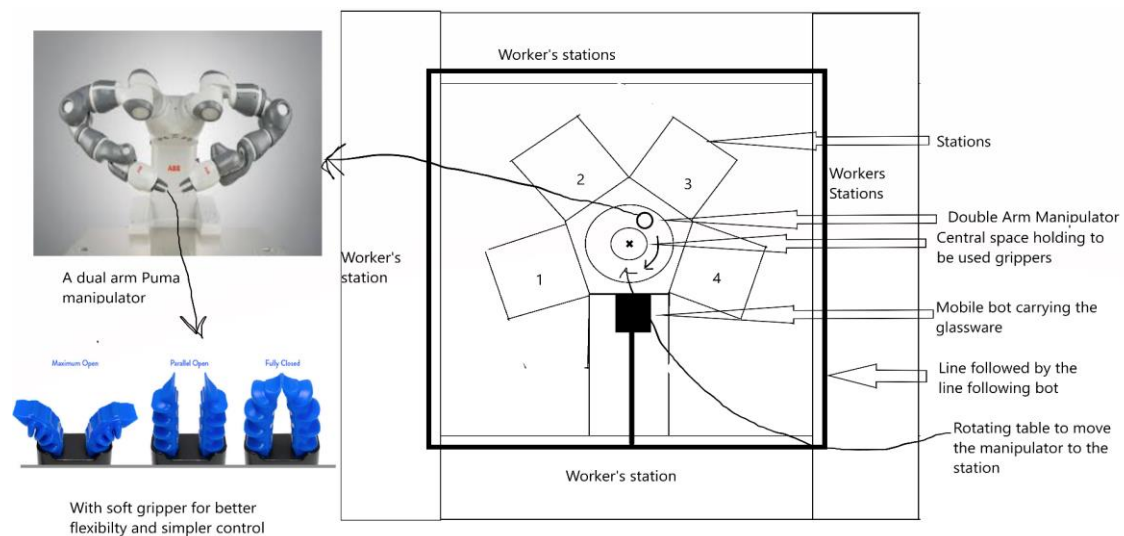 ABB
A dual arm Puma
manipulator
Maximum Open
Parallel Open
Fully Closed
With soft gripper for better
flexibilty and simpler control
Worker's stations
Worker's
station
1
2
3
4
Worker's station
Stations
Workers
Stations
Double Arm Manipulator
Central space holding to
be used grippers
Mobile bot carrying the
glassware
Line followed by the
line following bot
Rotating table to move
the manipulator to the
station